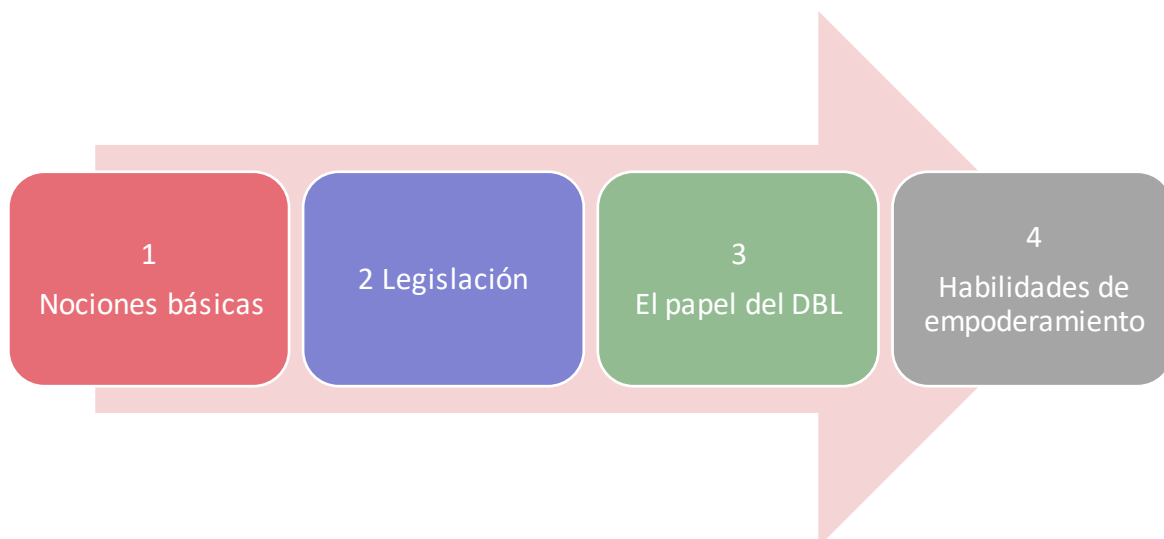 1
Nociones básicas
2 Legislación
3
El papel del DBL
4
Habilidades de
empoderamiento